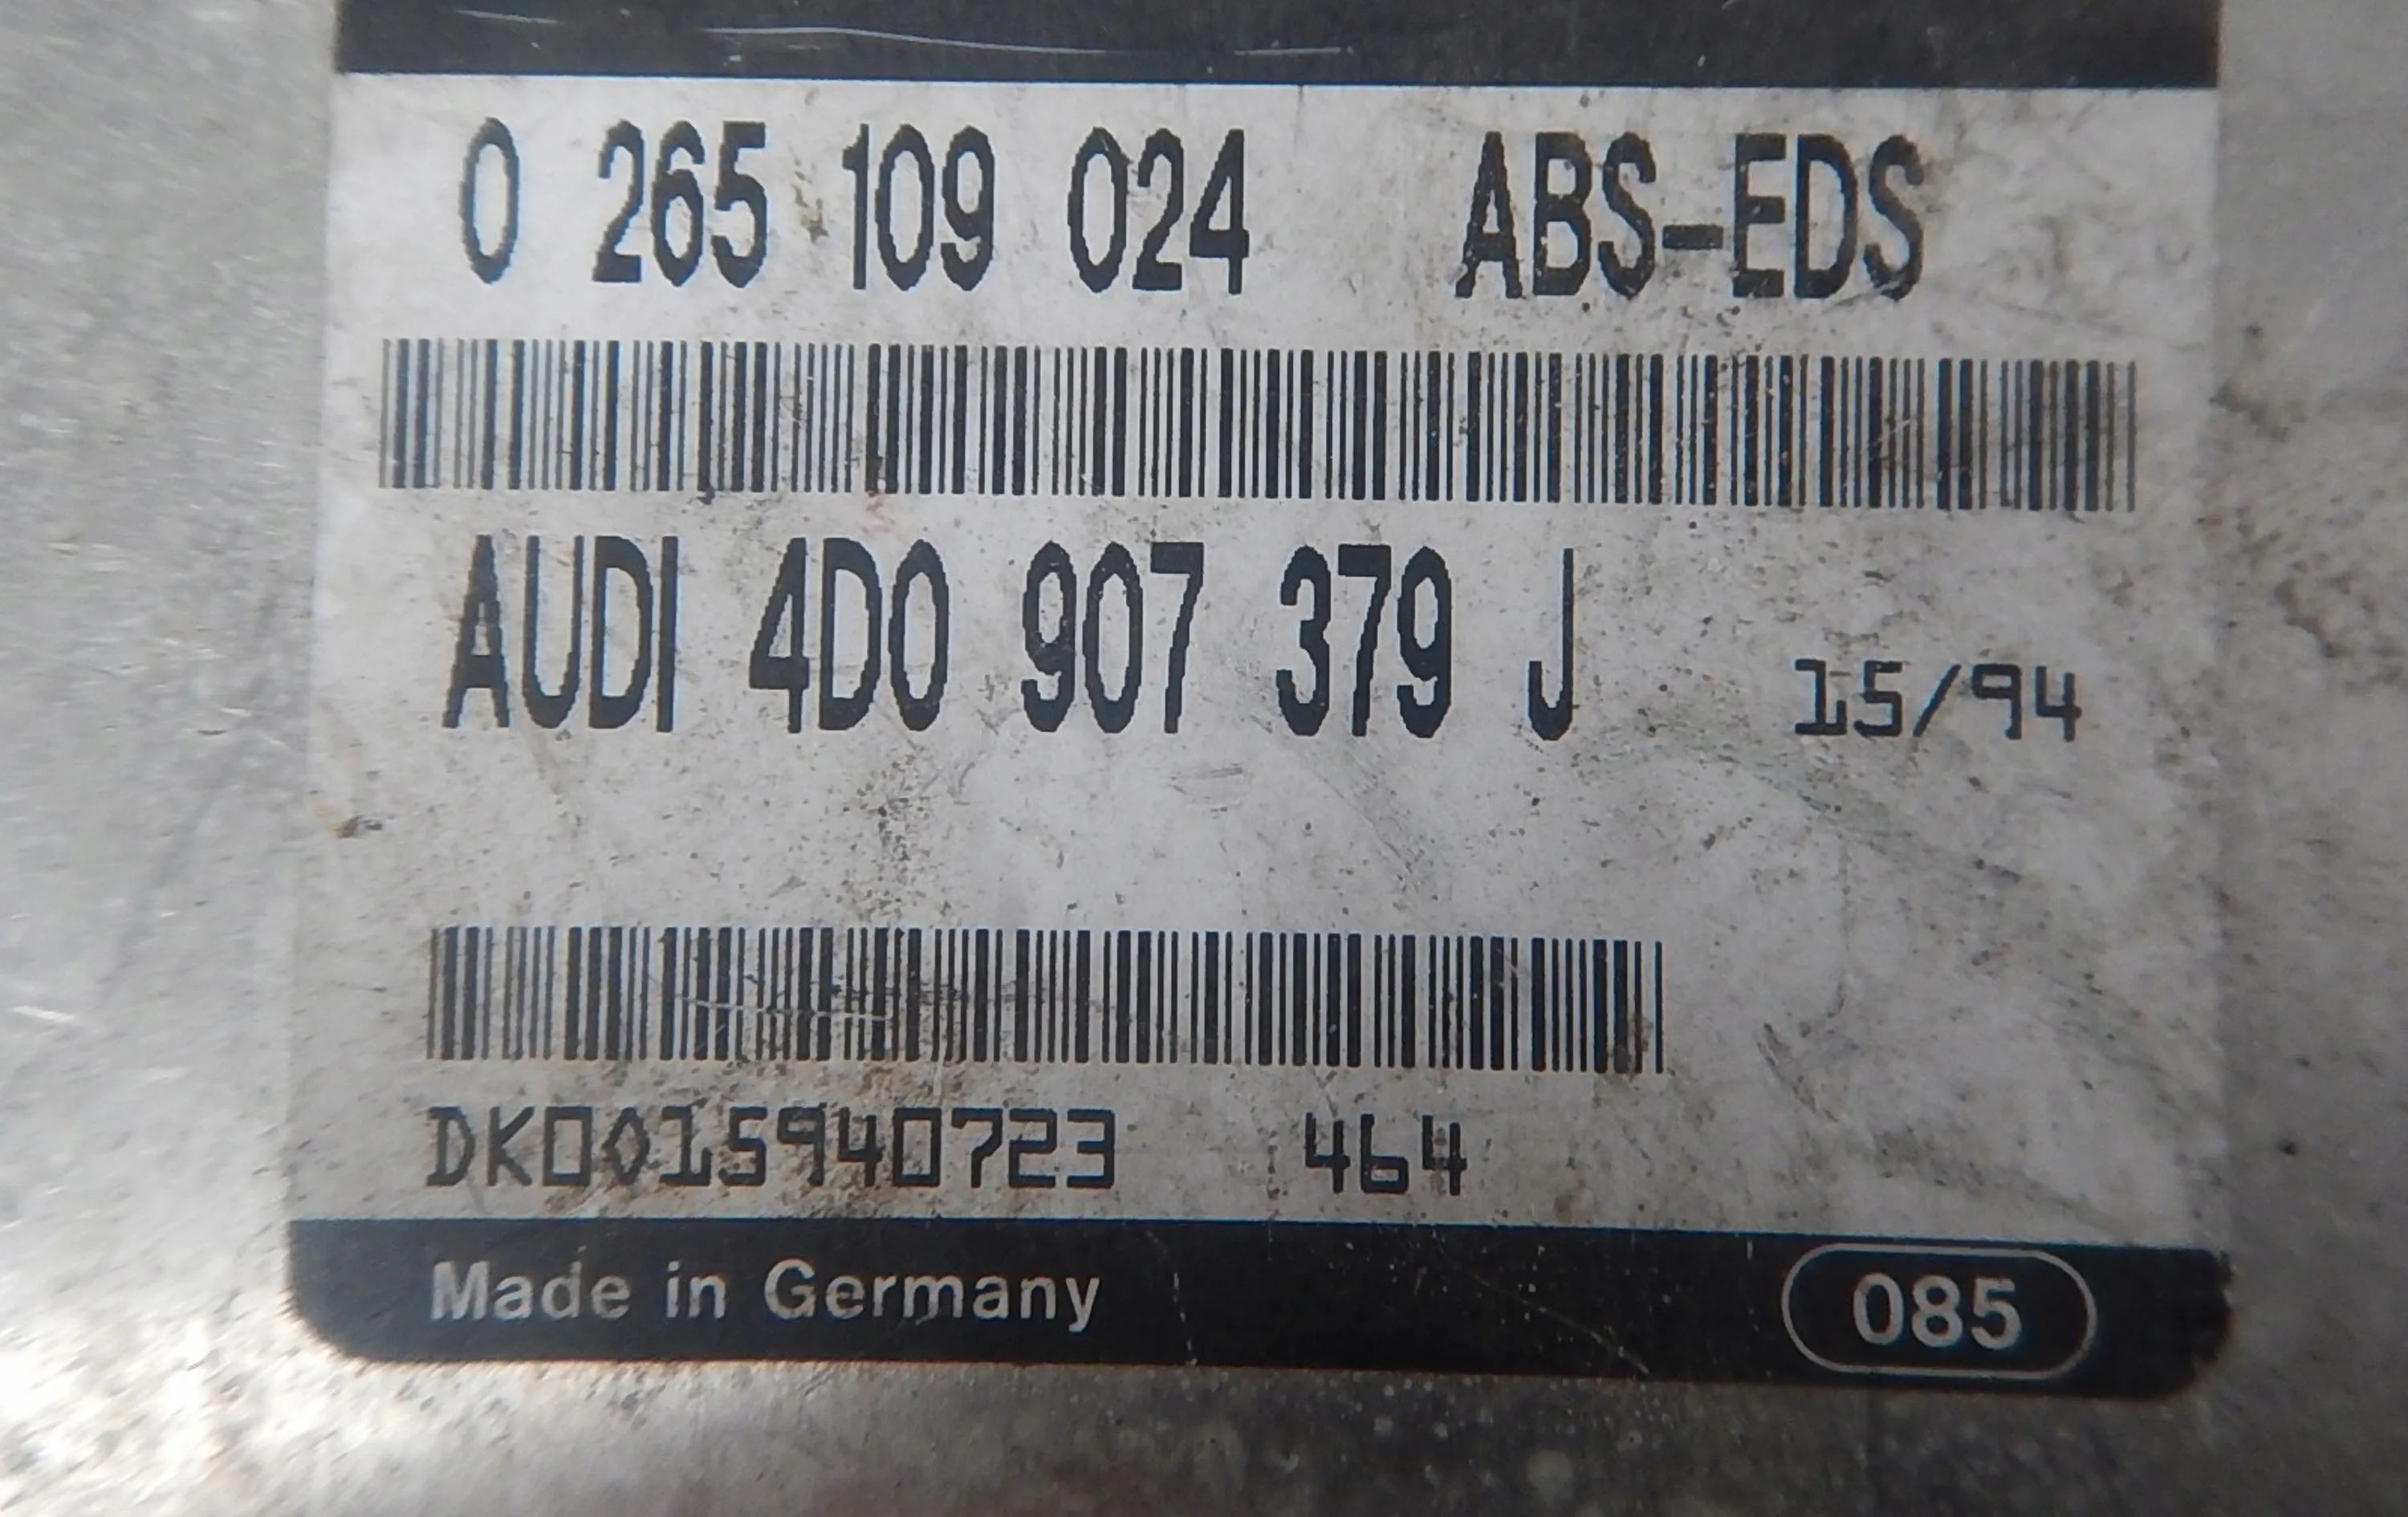 0 265 109 024 ABS-EDS
AUDI 4D0 907 379 J 15/94
DK0015940723 464
Made in Germany 085